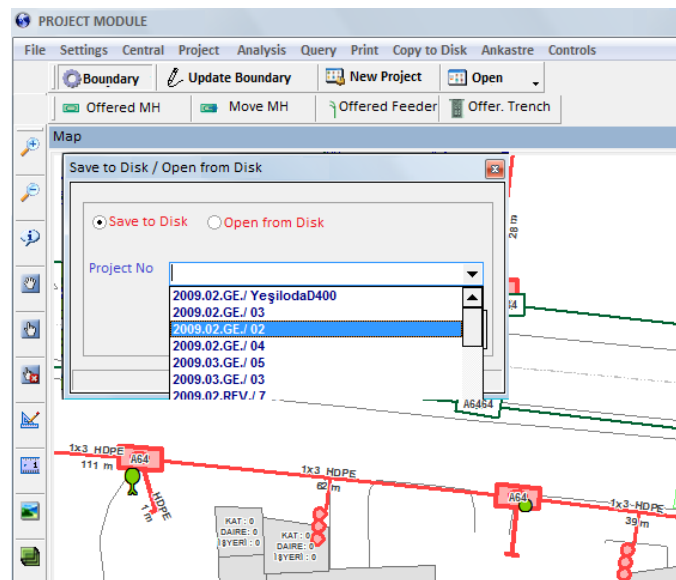 PROJECT MODULE
File Settings Central Project Analysis Query Print Copy to Disk Ankastre Controls
Boundary Update Boundary New Project Open
Offered MH Move MH Offered Feeder Offer. Trench
Map
Save to Disk / Open from Disk
Save to Disk Open from Disk
28 m
Project No
2009.02.GE./ YeşilodaD400
2009.02.GE./ 03
2009.02.GE./ 02
2009.02.GE./ 04
2009.03.GE./ 05
2009.03.GE./ 03
2009.02.REV./ 7
A6464
1x3 HDPE
111 m
A64
HDPE
1 m
1x3 HDPE
62 m
A64
1x3 HDPE
39 m
KAT : 0
DAIRE : 0
İŞYERİ : 0
KAT : 0
DAIRE : 0
İŞYERİ : 0